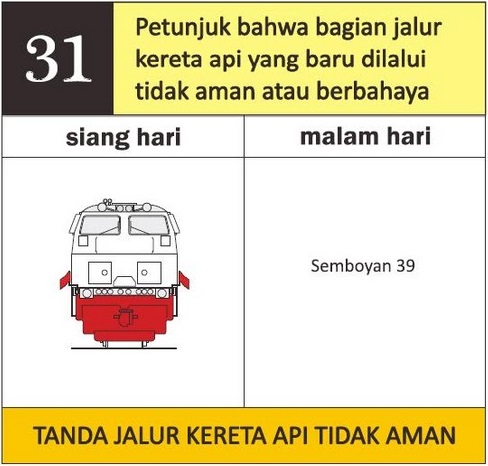 31
Petunjuk bahwa bagian jalur
kereta api yang baru dilalui
tidak aman atau berbahaya
siang hari
malam hari
Semboyan 39
TANDA JALUR KERETA API TIDAK AMAN